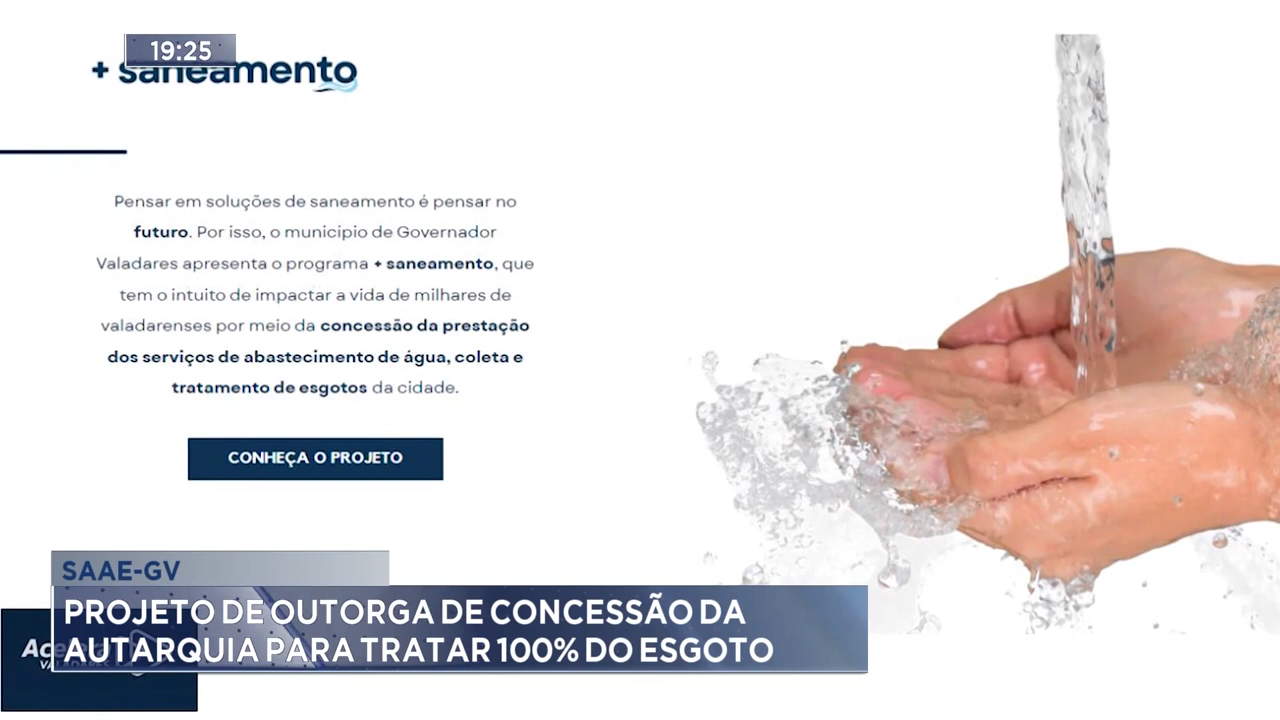 19:25
+ saneamento
Pensar em soluções de saneamento é pensar no
futuro. Por isso, o município de Governador
Valadares apresenta o programa + saneamento, que
tem o intuito de impactar a vida de milhares de
valadarenses por meio da concessão da prestação
dos serviços de abastecimento de água, coleta e
tratamento de esgotos da cidade.
CONHEÇA O PROJETO
SAAE-GV
PROJETO DE OUTORGA DE CONCESSÃO DA
AUTARQUIA PARA TRATAR 100% DO ESGOTO